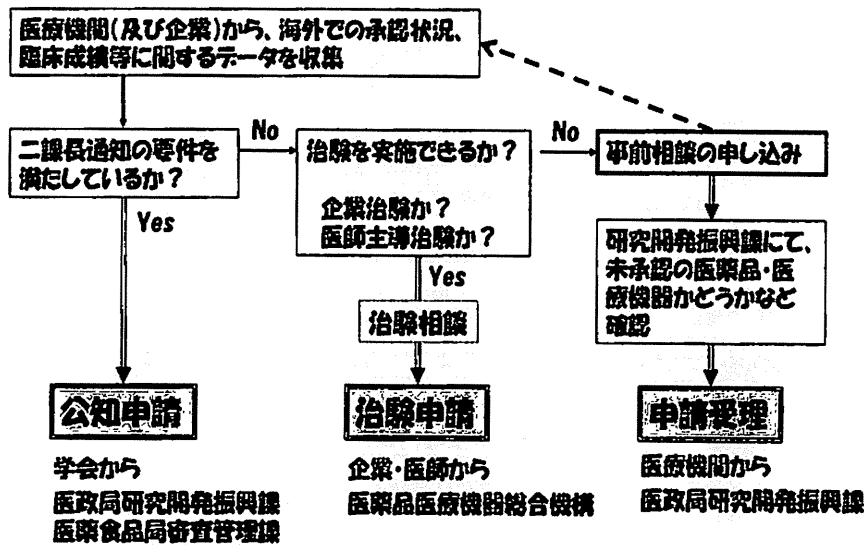 医療機関(及び企業)から、海外での承認状況、
臨床成績等に関するデータを収集
二課長通知の要件を
満たしているか？
No
治験を実施できるか？
企業治験か？
医師主導治験か？
No
事前相談の申し込み
Yes
研究開発振興課にて、
未承認の医薬品・医
療機器かどうかなど
確認
Yes
治験相談
公知申請
治験申請
申請受理
学会から
医政局研究開発振興課
医薬食品局審査管理課
企業・医師から
医薬品医療機器総合機構
医療機関から
医政局研究開発振興課